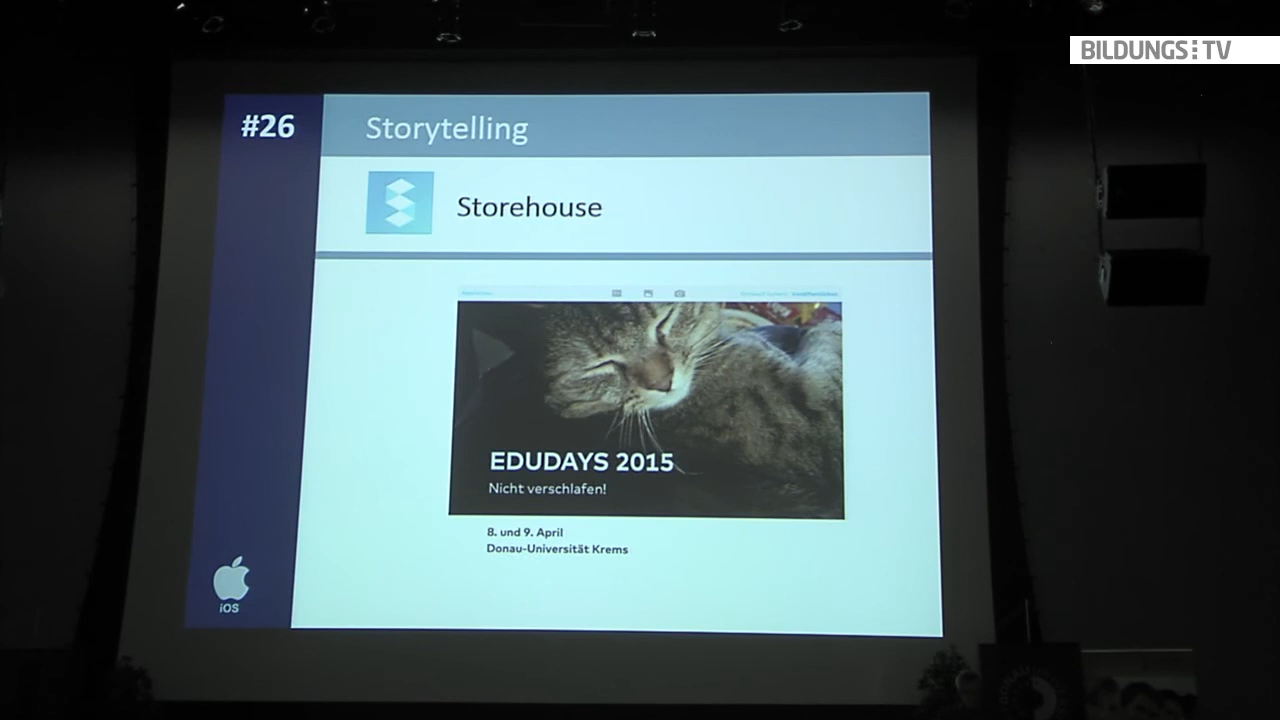 BILDUNGS:TV
#26
Storytelling
Storehouse
EDUDAYS 2015
Nicht verschlafen!
8. und 9. April
Donau-Universität Krems
iOS